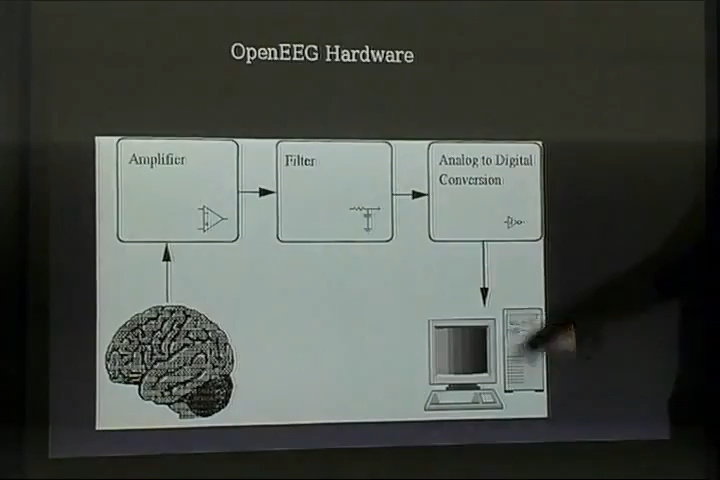 OpenEEG Hardware
Amplifier
Filter
Analog to Digital
Conversion